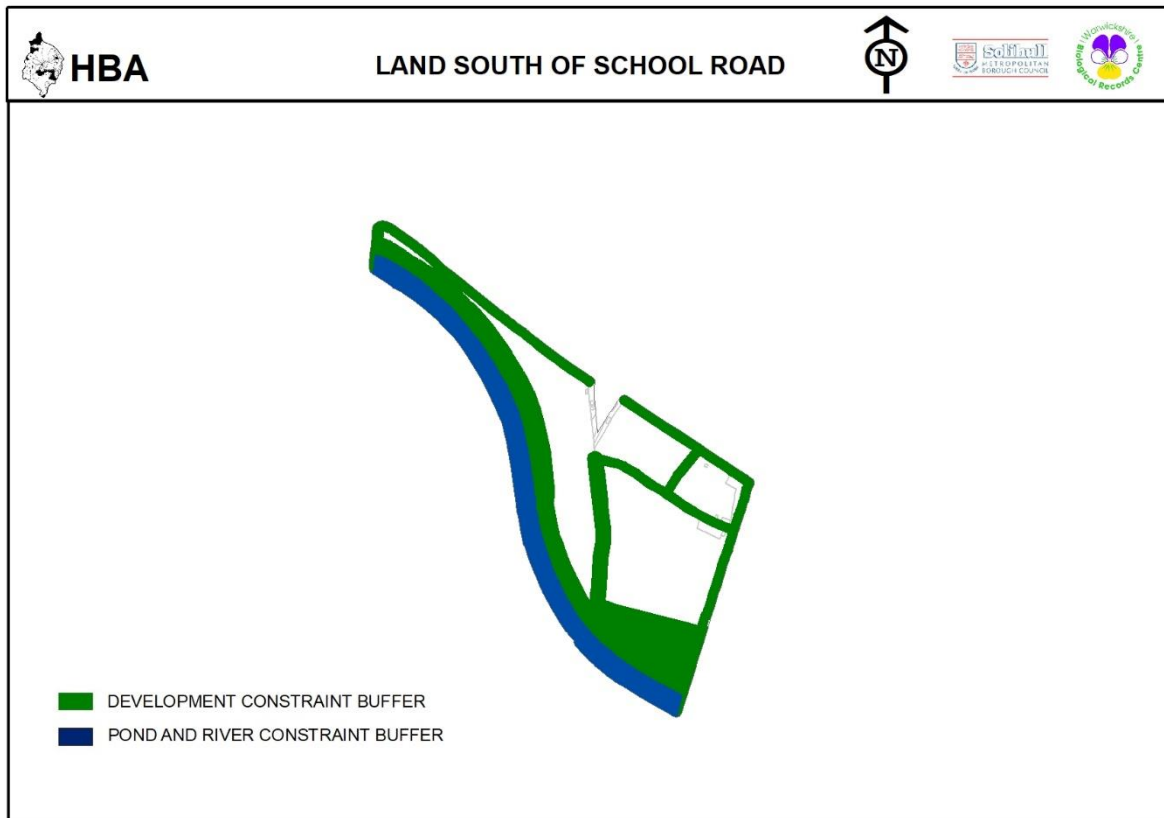 HBA
LAND SOUTH OF SCHOOL ROAD
N
Solihull
METROPOLITAN
BOROUGH COUNCIL
Warwickshire
Biological Records Centre
DEVELOPMENT CONSTRAINT BUFFER
POND AND RIVER CONSTRAINT BUFFER